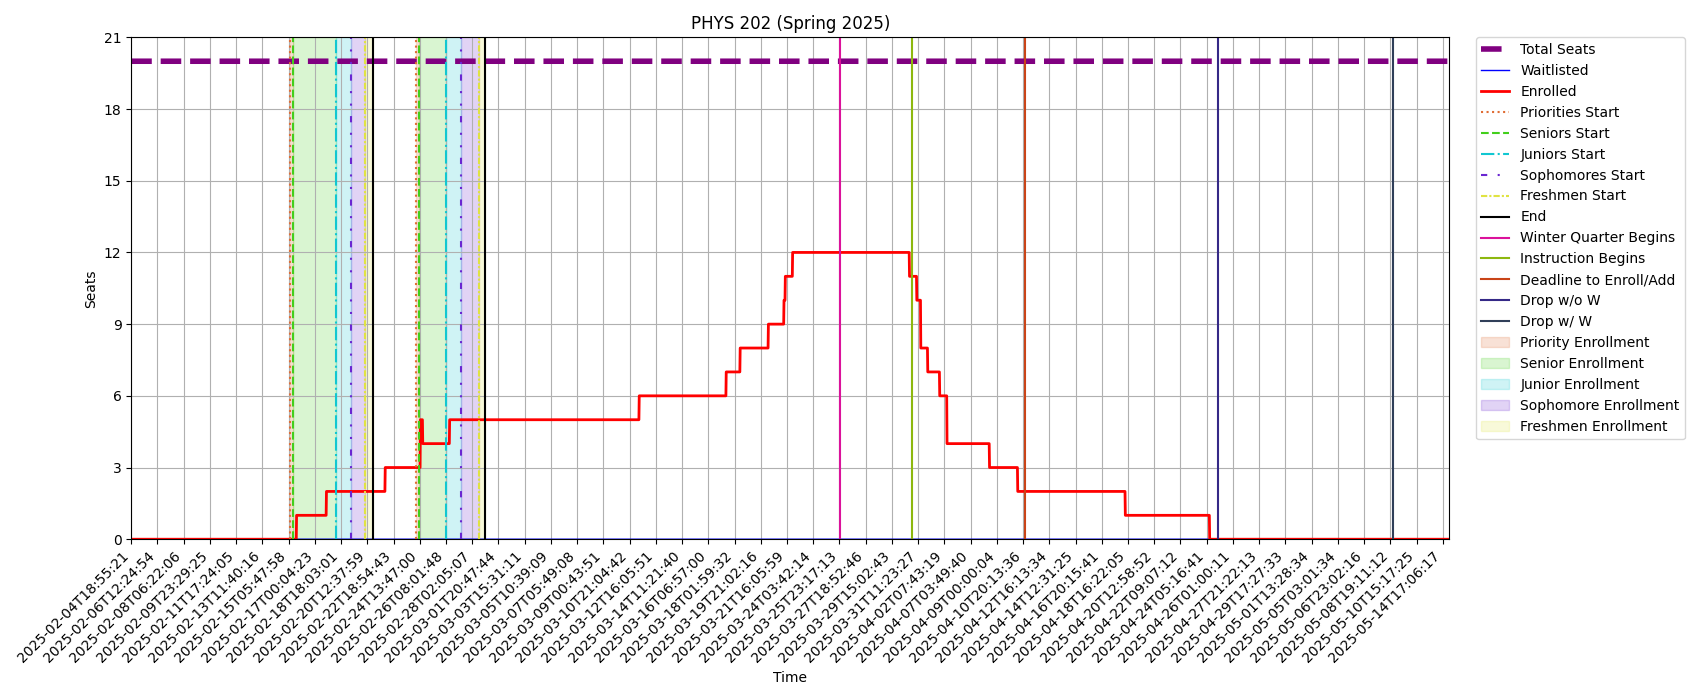 PHYS 202 (Spring 2025)
21
18
15
12
9
6
3
0
Seats
2025-02-04T18:55:21
2025-02-06T12:24:54
2025-02-08T06:22:06
2025-02-09T23:29:25
2025-02-11T17:24:05
2025-02-13T11:40:16
2025-02-15T05:47:58
2025-02-17T00:04:23
2025-02-18T18:03:01
2025-02-20T12:37:59
2025-02-22T18:54:43
2025-02-24T13:47:00
2025-02-26T08:01:48
2025-02-28T02:05:07
2025-03-01T20:47:44
2025-03-03T15:31:11
2025-03-05T10:39:09
2025-03-07T05:49:08
2025-03-09T00:43:51
2025-03-10T21:04:42
2025-03-12T16:05:51
2025-03-14T11:21:40
2025-03-16T06:57:00
2025-03-18T01:59:32
2025-03-19T21:02:16
2025-03-21T16:05:59
2025-03-24T03:42:14
2025-03-25T23:17:13
2025-03-27T18:52:46
2025-03-29T15:02:43
2025-03-31T11:23:27
2025-04-02T07:43:19
2025-04-07T03:49:40
2025-04-09T00:00:04
2025-04-10T20:13:36
2025-04-12T16:13:34
2025-04-14T12:31:25
2025-04-16T20:15:41
2025-04-18T16:22:05
2025-04-20T12:58:52
2025-04-22T09:07:12
2025-04-24T05:16:41
2025-04-26T01:00:11
2025-04-27T21:22:13
2025-04-29T17:27:33
2025-05-01T13:28:34
2025-05-05T03:01:34
2025-05-06T23:02:16
2025-05-08T19:11:12
2025-05-10T15:17:25
2025-05-14T17:06:17
Time
Total Seats
Waitlisted
Enrolled
Priorities Start
Seniors Start
Juniors Start
Sophomores Start
Freshmen Start
End
Winter Quarter Begins
Instruction Begins
Deadline to Enroll/Add
Drop w/o W
Drop w/ W
Priority Enrollment
Senior Enrollment
Junior Enrollment
Sophomore Enrollment
Freshmen Enrollment